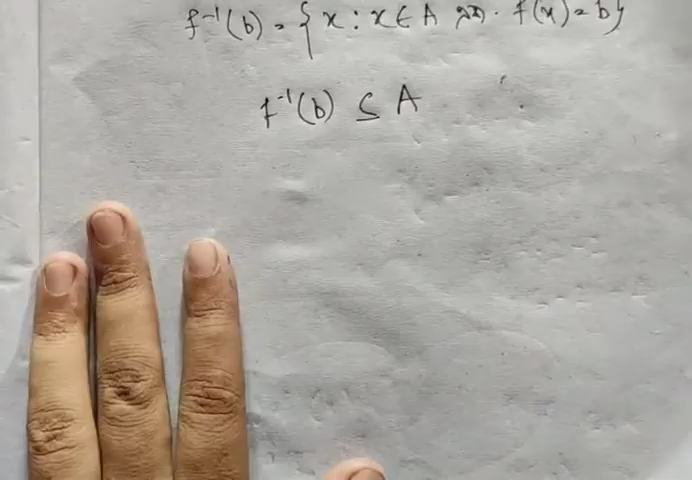 f⁻¹(b) = { x : x ∈ A f(x) = b }
f⁻¹(b) ⊆ A